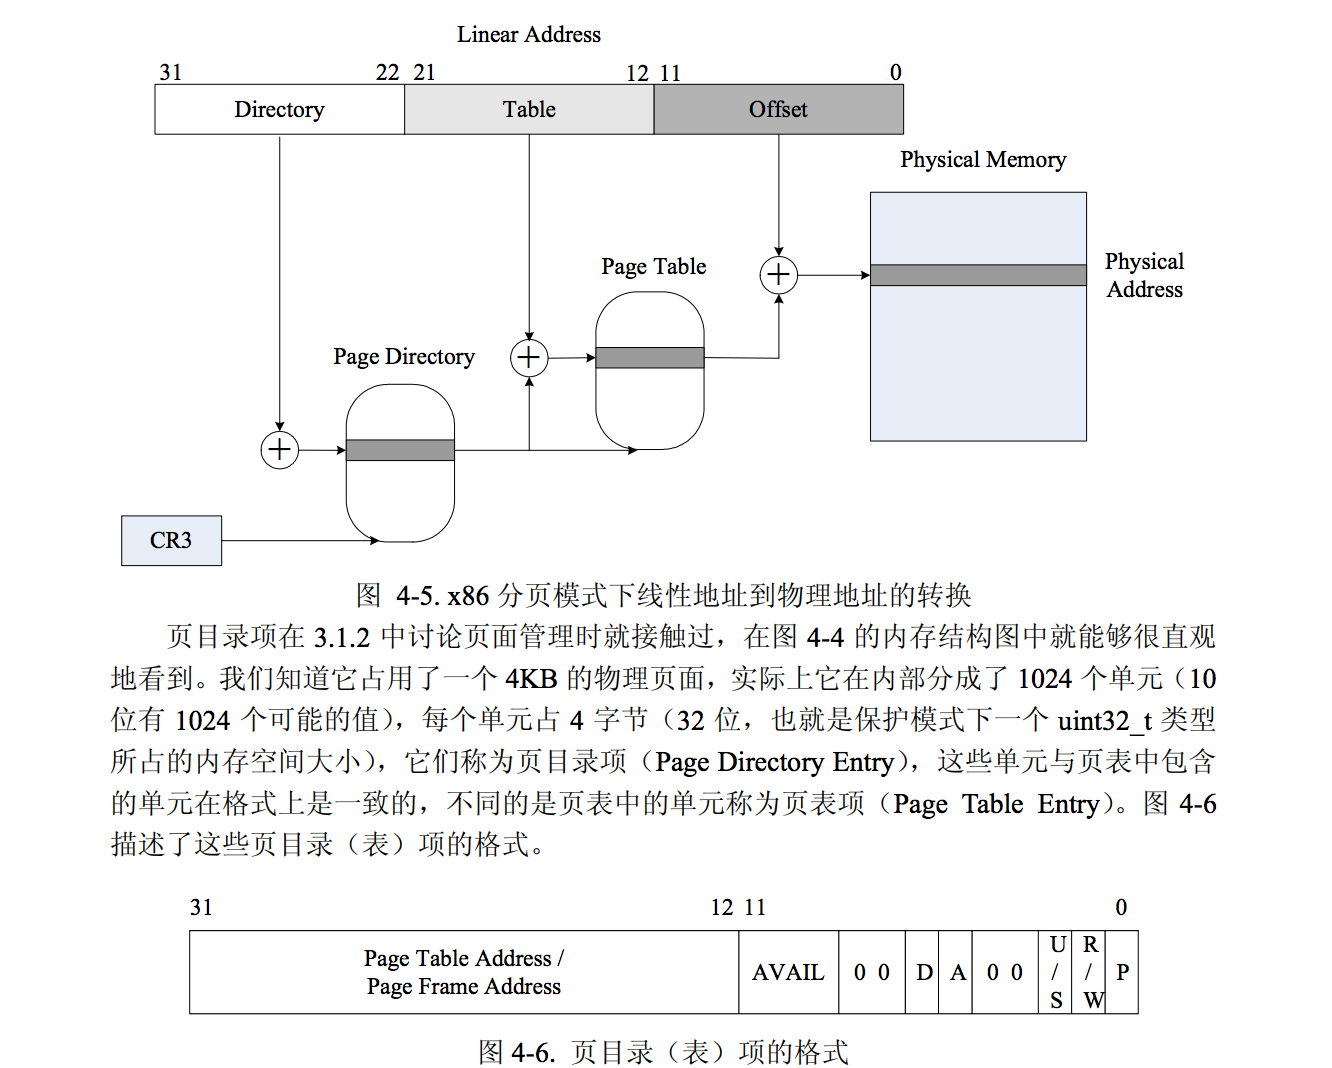 Linear Address
31 22 21 12 11 0
Directory Table Offset
Physical Memory
Physical
Address
Page Table
Page Directory
CR3
图 4-5. x86 分页模式下线性地址到物理地址的转换
页目录项在 3.1.2 中讨论页面管理时就接触过，在图 4-4 的内存结构图中就能够很直观
地看到。我们知道它占用了一个 4KB 的物理页面，实际上它在内部分成了 1024 个单元（10
位有 1024 个可能的值），每个单元占 4 字节（32 位，也就是保护模式下一个 uint32_t 类型
所占的内存空间大小），它们称为页目录项（Page Directory Entry），这些单元与页表中包含
的单元在格式上是一致的，不同的是页表中的单元称为页表项（Page Table Entry）。图 4-6
描述了这些页目录（表）项的格式。
31 12 11 0
Page Table Address /
Page Frame Address
AVAIL 0 0 D A 0 0 U/S R/W P
图 4-6. 页目录（表）项的格式